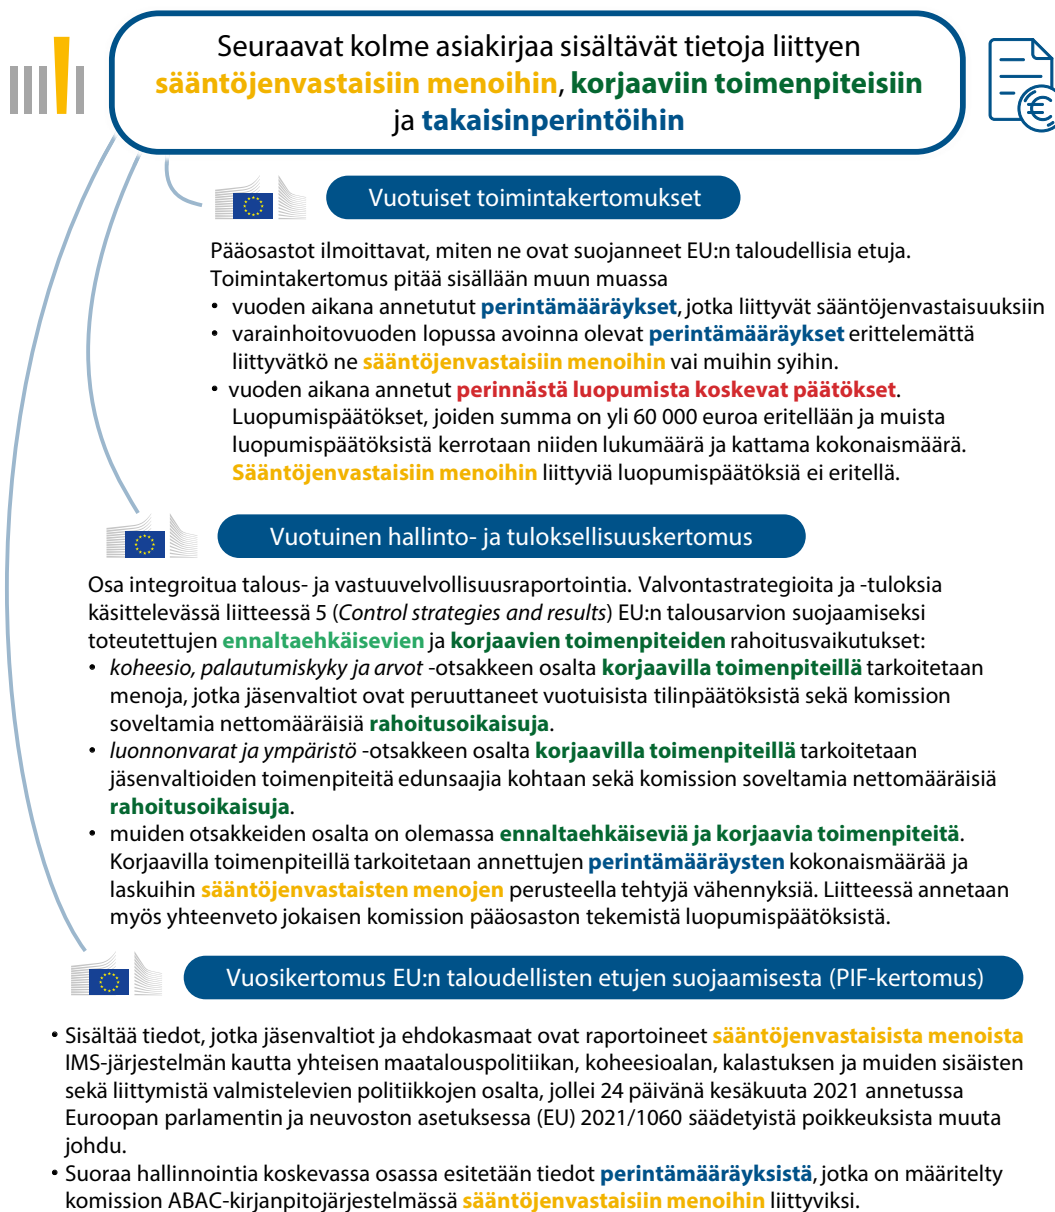 Seuraavat kolme asiakirjaa sisältävät tietoja liittyen
sääntöjenvastaisiin menoihin, korjaaviin toimenpiteisiin
ja takaisinperintöihin
Vuotuiset toimintakertomukset
Pääosastot ilmoittavat, miten ne ovat suojanneet EU:n taloudellisia etuja.
Toimintakertomus pitää sisällään muun muassa
• vuoden aikana annetutut perintämääräykset, jotka liittyvät sääntöjenvastaisuuksiin
• varainhoitovuoden lopussa avoinna olevat perintämääräykset erittelemättä
liittyvätkö ne sääntöjenvastaisiin menoihin vai muihin syihin.
• vuoden aikana annetut perinnästä luopumista koskevat päätökset.
Luopumispäätökset, joiden summa on yli 60 000 euroa eritellään ja muista
luopumispäätöksistä kerrotaan niiden lukumäärä ja kattama kokonaismäärä.
Sääntöjenvastaisiin menoihin liittyviä luopumispäätöksiä ei eritellä.
Vuotuinen hallinto- ja tuloksellisuuskertomus
Osa integroitua talous- ja vastuuvelvollisuusraportointia. Valvontastrategioita ja -tuloksia
käsittelevässä liitteessä 5 (Control strategies and results) EU:n talousarvion suojaamiseksi
toteutettujen ennaltaehkäisevien ja korjaavien toimenpiteiden rahoitusvaikutukset:
• koheesio, palautumiskyky ja arvot -otsakkeen osalta korjaavilla toimenpiteillä tarkoitetaan
menoja, jotka jäsenvaltiot ovat peruuttaneet vuotuisista tilinpäätöksistä sekä komission
soveltamia nettomääräisiä rahoitusoikaisuja.
• luonnonvarat ja ympäristö -otsakkeen osalta korjaavilla toimenpiteillä tarkoitetaan
jäsenvaltioiden toimenpiteitä edunsaajia kohtaan sekä komission soveltamia nettomääräisiä
rahoitusoikaisuja.
• muiden otsakkeiden osalta on olemassa ennaltaehkäiseviä ja korjaavia toimenpiteitä.
Korjaavilla toimenpiteillä tarkoitetaan annettujen perintämääräysten kokonaismäärää ja
laskuihin sääntöjenvastaisten menojen perusteella tehtyjä vähennyksiä. Liitteessä annetaan
myös yhteenveto jokaisen komission pääosaston tekemistä luopumispäätöksistä.
Vuosikertomus EU:n taloudellisten etujen suojaamisesta (PIF-kertomus)
• Sisältää tiedot, jotka jäsenvaltiot ja ehdokasmaat ovat raportoineet sääntöjenvastaisista menoista
IMS-järjestelmän kautta yhteisen maatalouspolitiikan, koheesioalan, kalastuksen ja muiden sisäisten
sekä liittymistä valmistelevien politiikkojen osalta, jollei 24 päivänä kesäkuuta 2021 annetussa
Euroopan parlamentin ja neuvoston asetuksessa (EU) 2021/1060 säädetyistä poikkeuksista muuta
johdu.
• Suoraa hallinnointia koskevassa osassa esitetään tiedot perintämääräyksistä, jotka on määritelty
komission ABAC-kirjanpitojärjestelmässä sääntöjenvastaisiin menoihin liittyviksi.